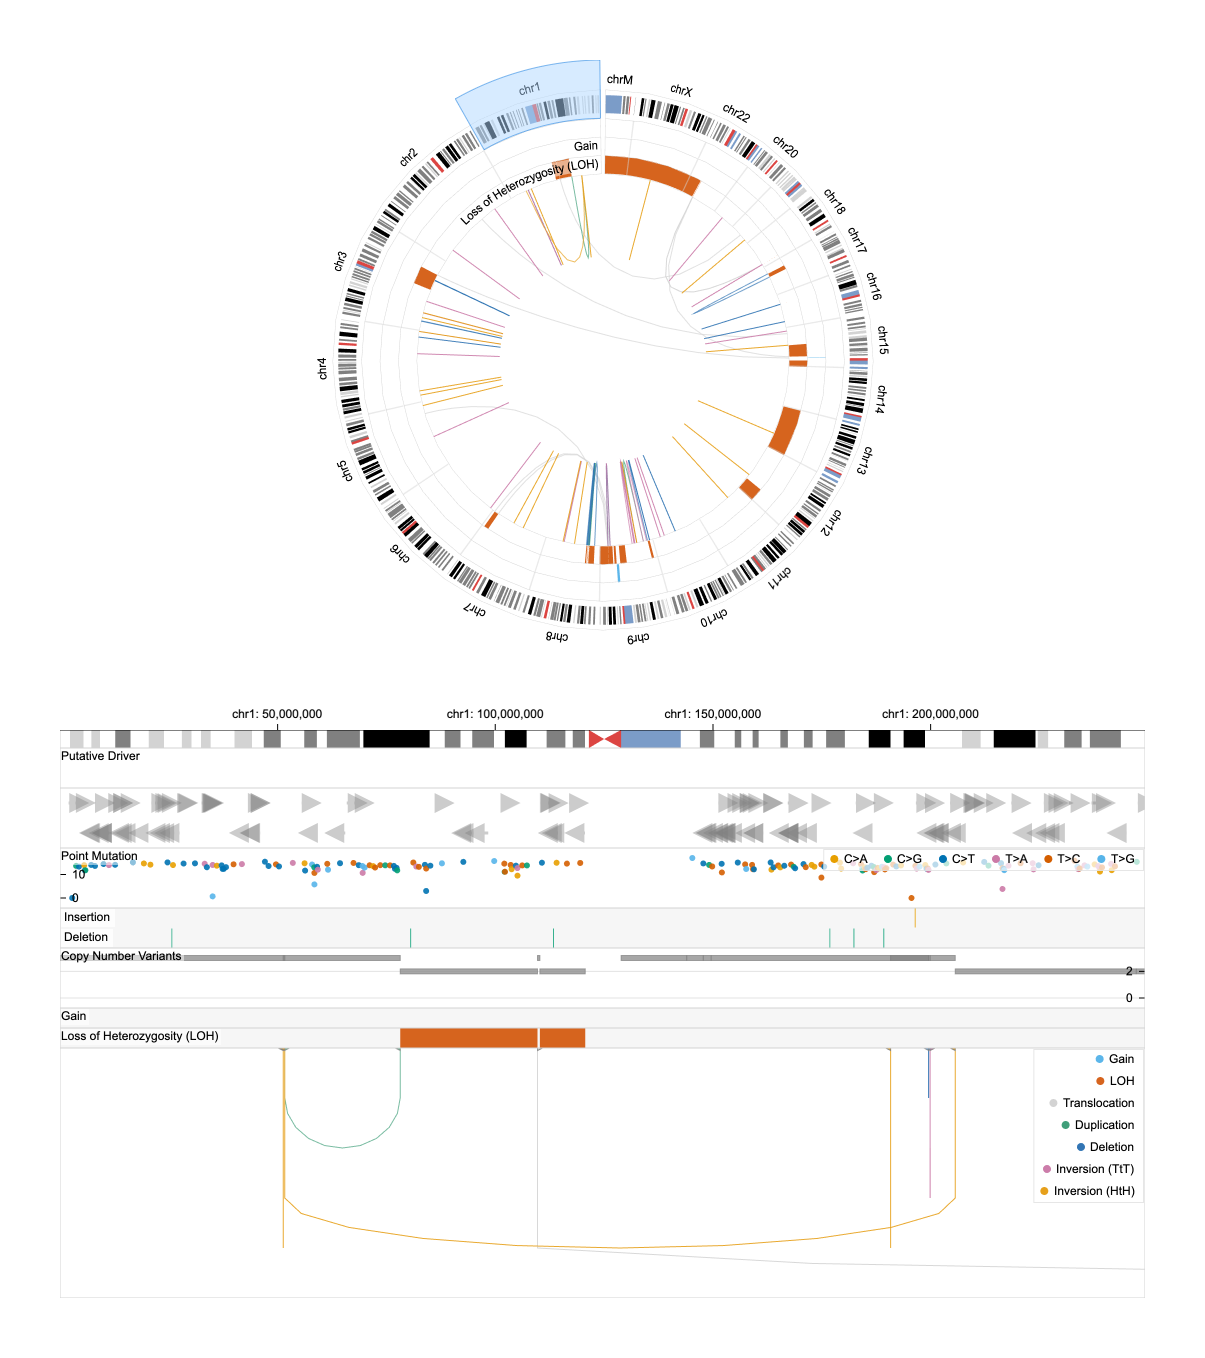 chrM
chrX
chr22
chr20
chr18
chr17
chr16
chr15
chr14
chr13
chr12
chr11
chr10
chr9
chr8
chr7
chr6
chr5
chr4
chr3
chr2
chr1
Gain
Loss of Heterozygosity (LOH)
chr1: 50,000,000
chr1: 100,000,000
chr1: 150,000,000
chr1: 200,000,000
Putative Driver
Point Mutation
C>A
C>G
C>T
T>A
T>C
T>G
10
0
Insertion
Deletion
Copy Number Variants
2
0
Gain
Loss of Heterozygosity (LOH)
Gain
LOH
Translocation
Duplication
Deletion
Inversion (TtT)
Inversion (HtH)